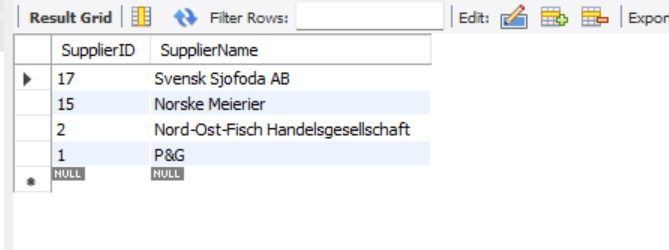 Result Grid Filter Rows: Edit: Export
SupplierID SupplierName
17 Svensk Sjofoda AB
15 Norske Meierier
2 Nord-Ost-Fisch Handelsgesellschaft
1 P&G
NULL NULL